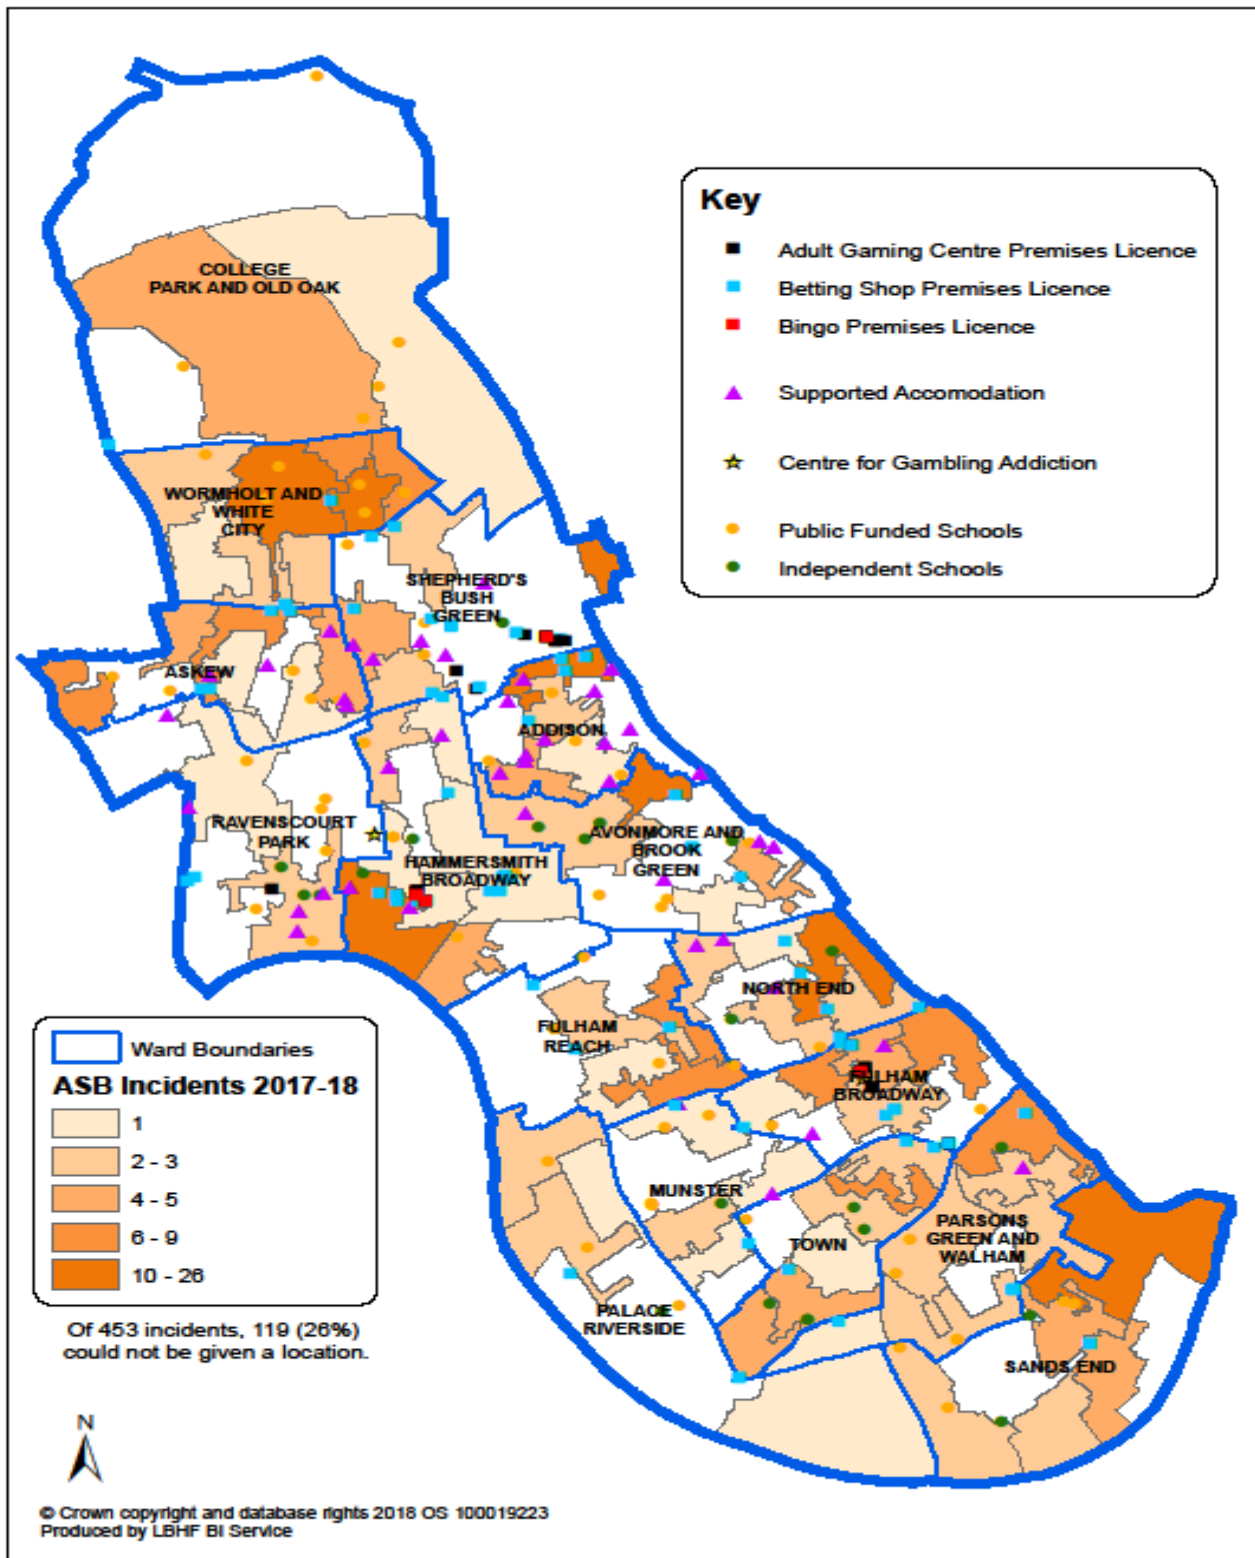 COLLEGE
PARK AND OLD OAK
WORMHOLT AND
WHITE
CITY
SHEPHERD'S
BUSH
GREEN
ASKEW
ADDISON
RAVENSCOURT
PARK
HAMMERSMITH
BROADWAY
AVONMORE AND
BROOK
GREEN
NORTH END
FULHAM
REACH
FULHAM
BROADWAY
MUNSTER
TOWN
PARSONS
GREEN AND
WALHAM
PALACE
RIVERSIDE
SANDS END
Key
Adult Gaming Centre Premises Licence
Betting Shop Premises Licence
Bingo Premises Licence
Supported Accomodation
Centre for Gambling Addiction
Public Funded Schools
Independent Schools
Ward Boundaries
ASB Incidents 2017-18
1
2 - 3
4 - 5
6 - 9
10 - 26
Of 453 incidents, 119 (26%)
could not be given a location.
N
© Crown copyright and database rights 2018 OS 100019223
Produced by LBHF BI Service